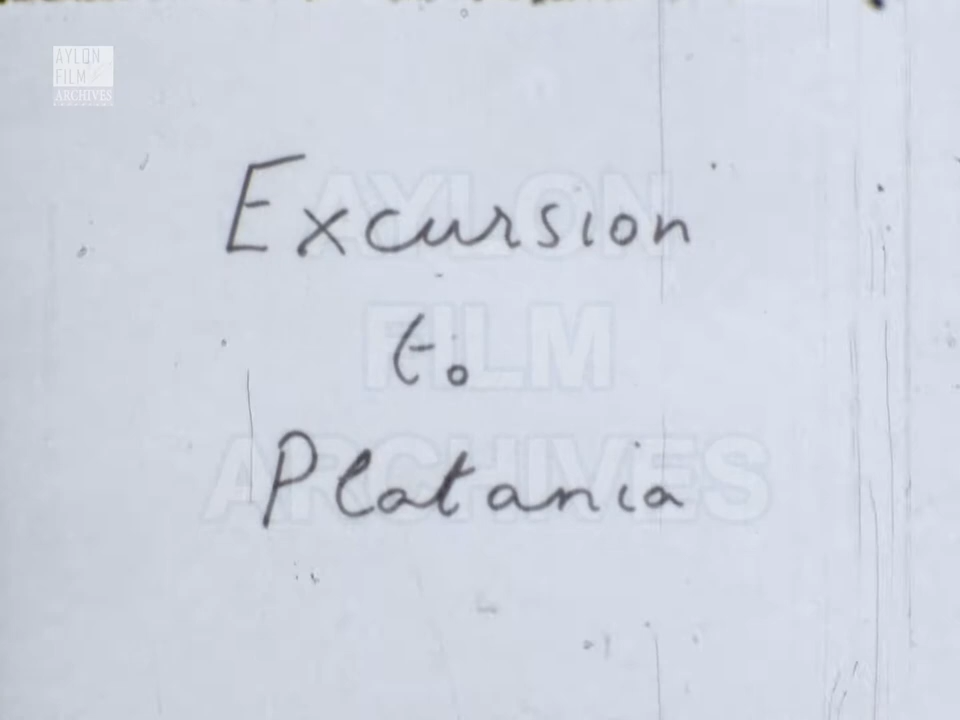 AYLON
FILM
ARCHIVES
Excursion
to
Platania
AYLON
FILM
ARCHIVES